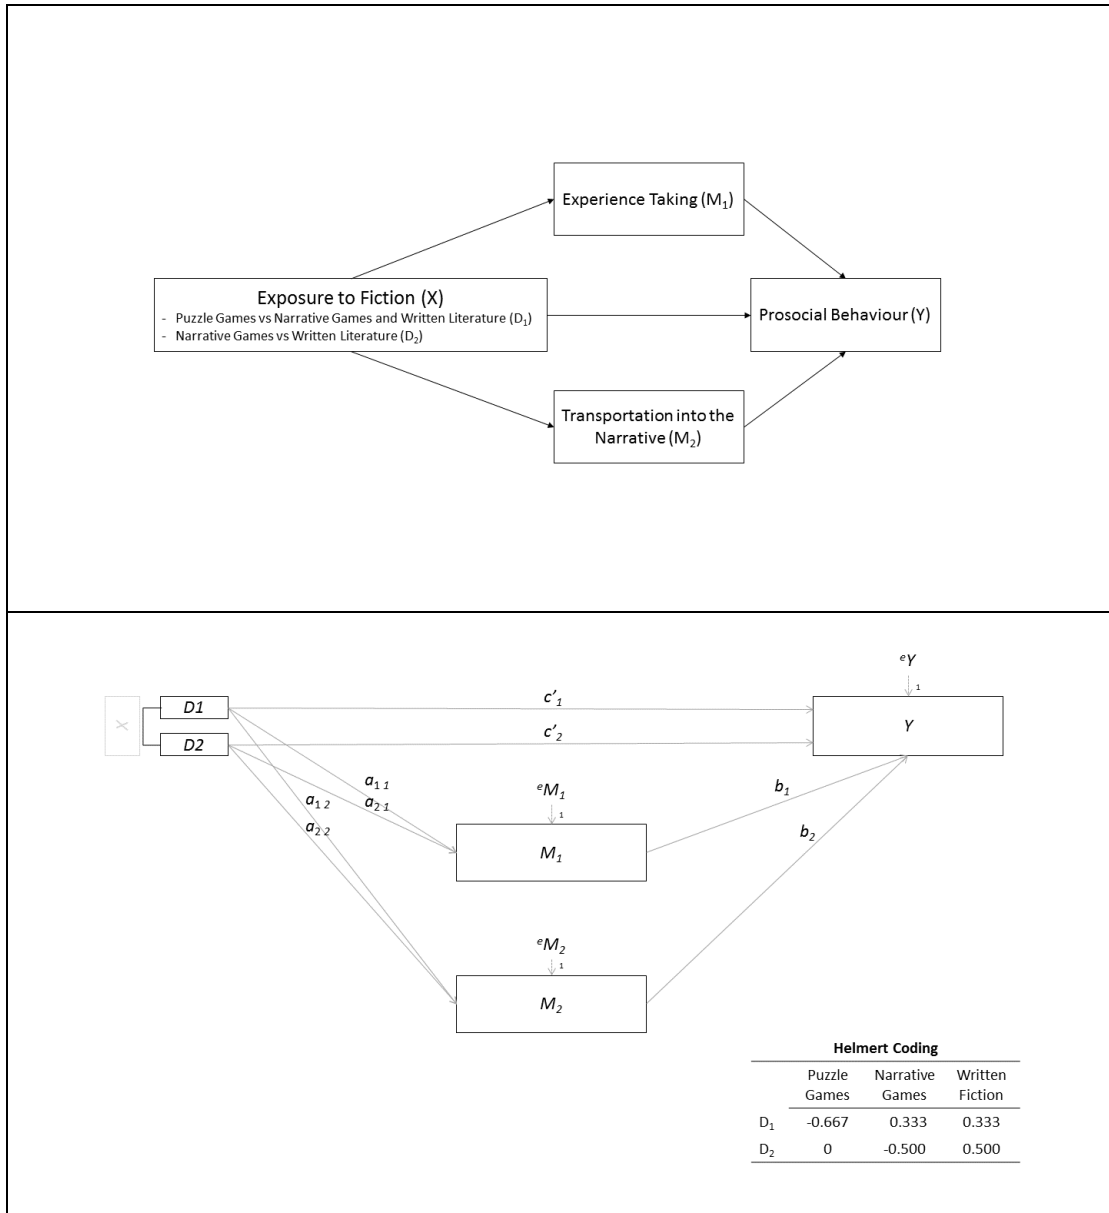 Experience Taking (M1)
Exposure to Fiction (X)
- Puzzle Games vs Narrative Games and Written Literature (D1)
- Narrative Games vs Written Literature (D2)
Prosocial Behaviour (Y)
Transportation into the
Narrative (M2)
eY
1
X
D1
D2
c'1
c'2
Y
a1 1
a2 1
a1 2
a2 2
eM1
1
M1
b1
b2
eM2
1
M2
Helmert Coding
Puzzle Narrative Written
Games Games Fiction
D1 -0.667 0.333 0.333
D2 0 -0.500 0.500